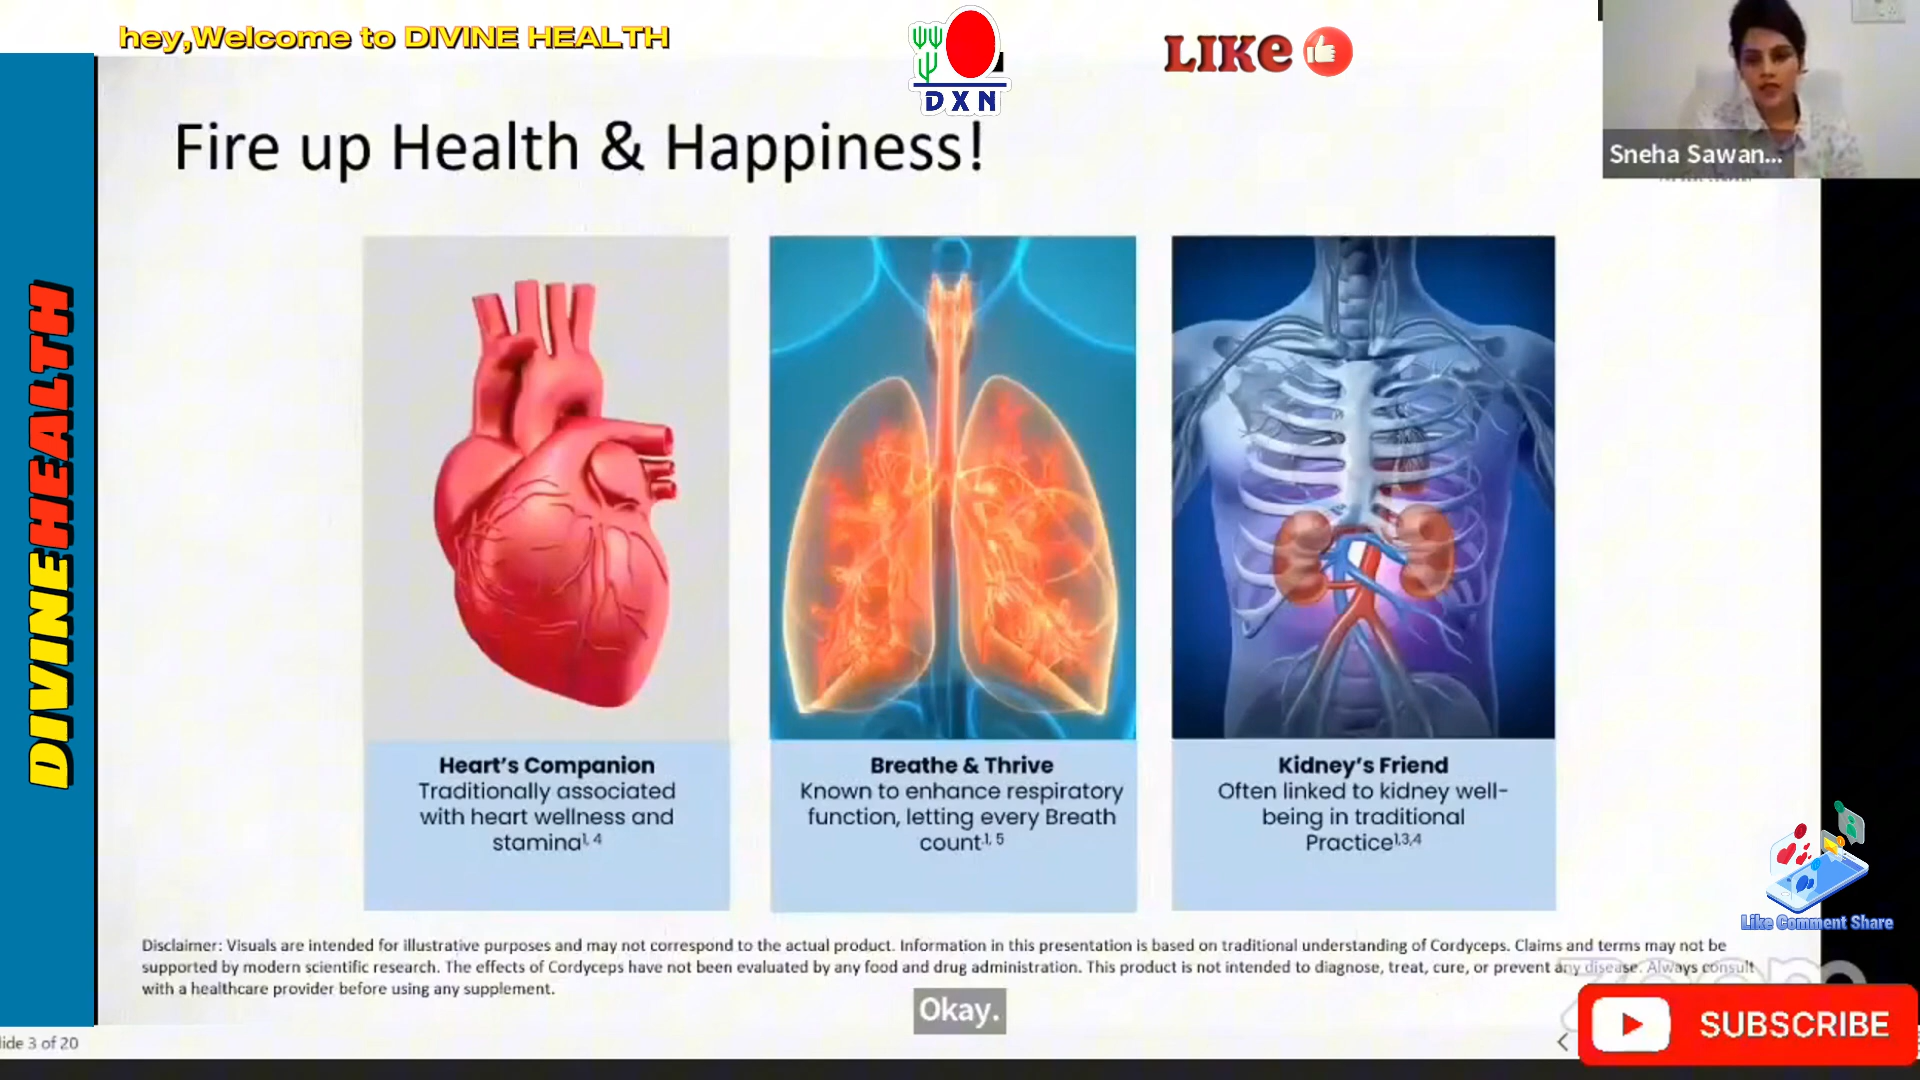 hey,Welcome to DIVINE HEALTH
DXN
LIKe
Sneha Sawan...
Fire up Health & Happiness!
DIVINEHEALTH
Heart's Companion
Traditionally associated
with heart wellness and
stamina1, 4
Breathe & Thrive
Known to enhance respiratory
function, letting every Breath
count.1, 5
Kidney's Friend
Often linked to kidney well-
being in traditional
Practice1,3,4
Like Comment Share
Disclaimer: Visuals are intended for illustrative purposes and may not correspond to the actual product. Information in this presentation is based on traditional understanding of Cordyceps. Claims and terms may not be
supported by modern scientific research. The effects of Cordyceps have not been evaluated by any food and drug administration. This product is not intended to diagnose, treat, cure, or prevent any disease. Always consult
with a healthcare provider before using any supplement.
zoom
Okay.
SUBSCRIBE
lide 3 of 20